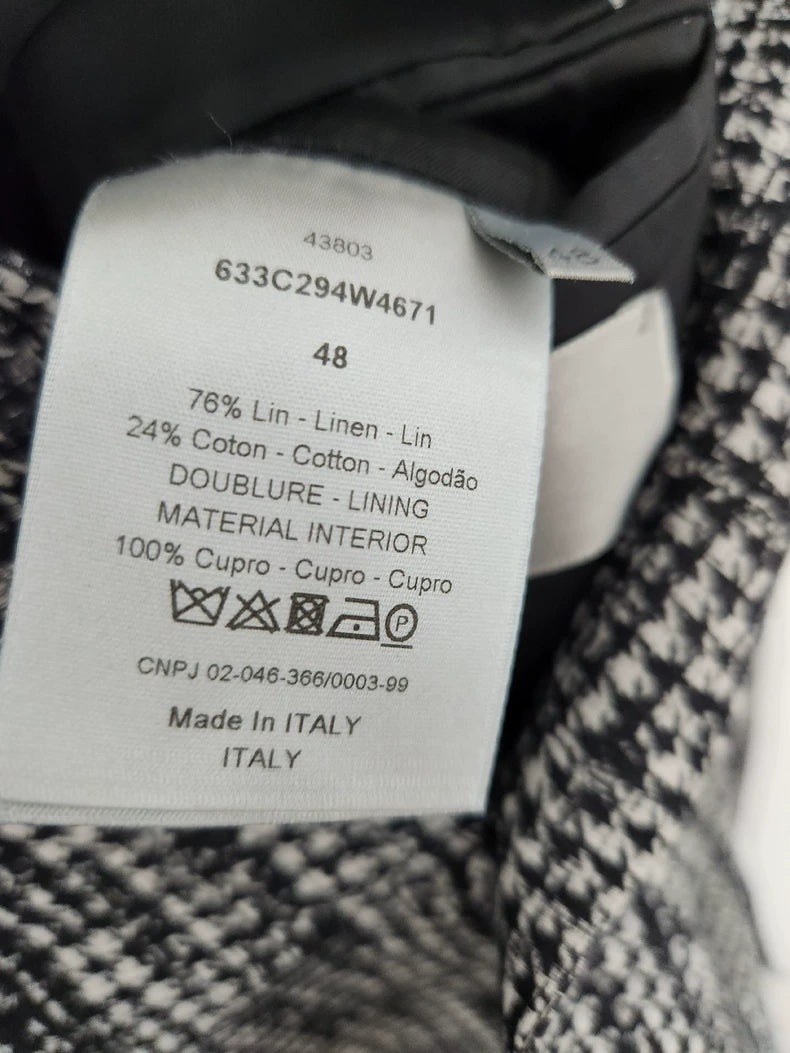 43803
633C294W4671
48
48
76% Lin - Linen - Lin
24% Coton - Cotton - Algodão
DOUBLURE - LINING
MATERIAL INTERIOR
100% Cupro - Cupro - Cupro
P
CNPJ 02-046-366/0003-99
Made In ITALY
ITALY